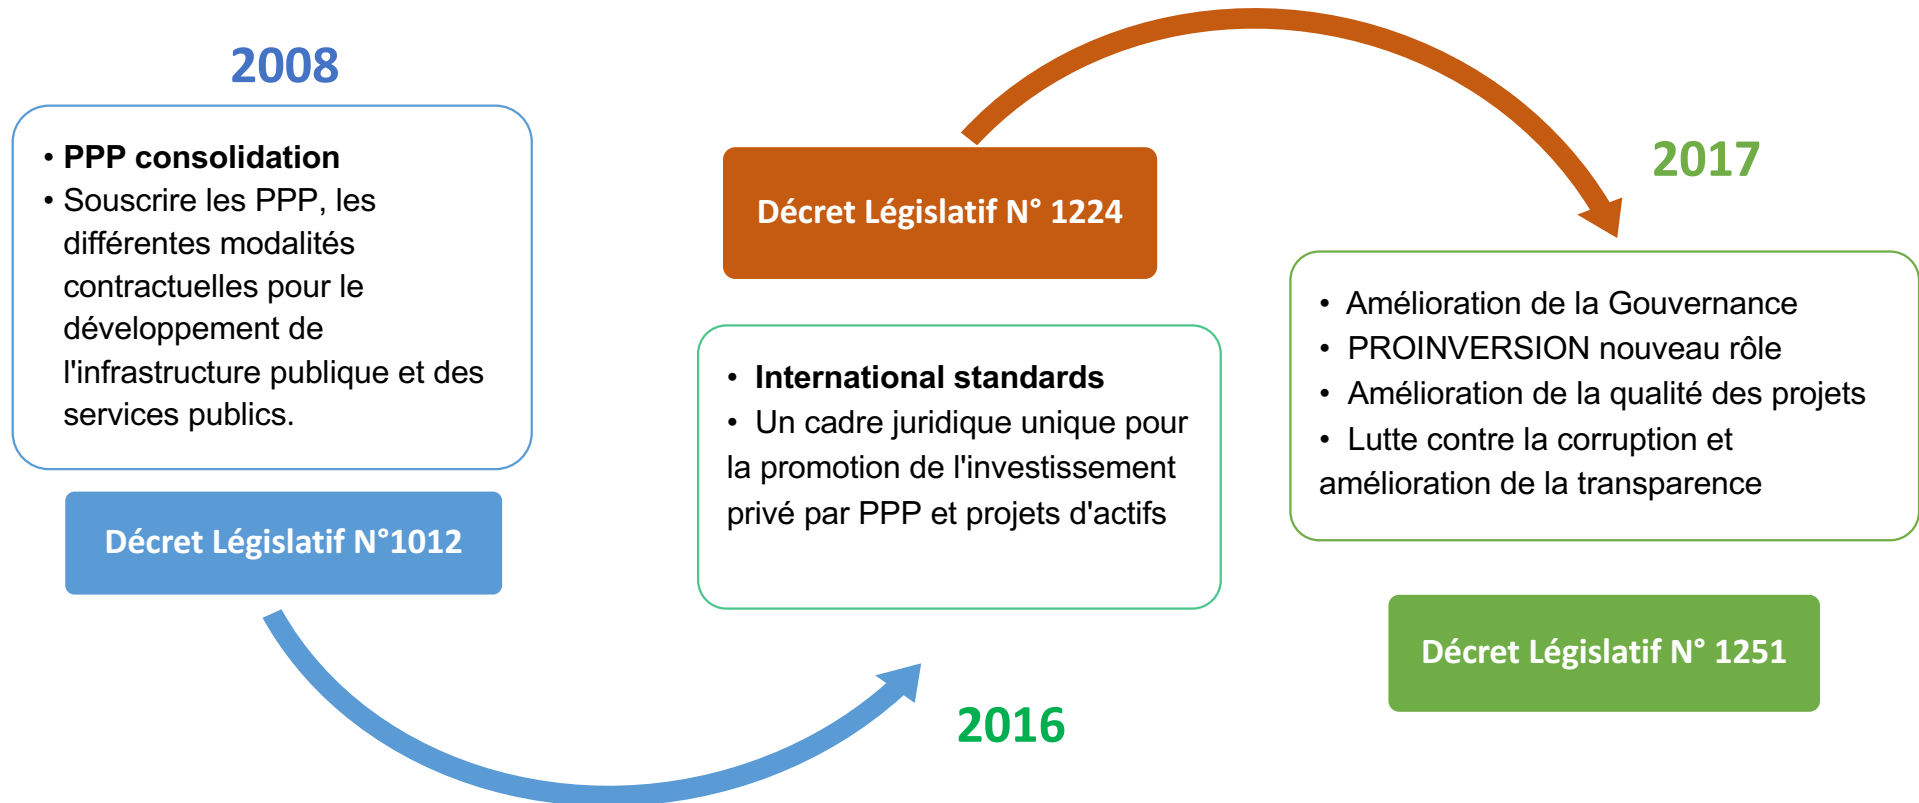 2008
• PPP consolidation
• Souscrire les PPP, les
différentes modalités
contractuelles pour le
développement de
l'infrastructure publique et des
services publics.
Décret Législatif N°1012
Décret Législatif N° 1224
• International standards
• Un cadre juridique unique pour
la promotion de l'investissement
privé par PPP et projets d'actifs
2016
2017
• Amélioration de la Gouvernance
• PROINVERSION nouveau rôle
• Amélioration de la qualité des projets
• Lutte contre la corruption et
amélioration de la transparence
Décret Législatif N° 1251